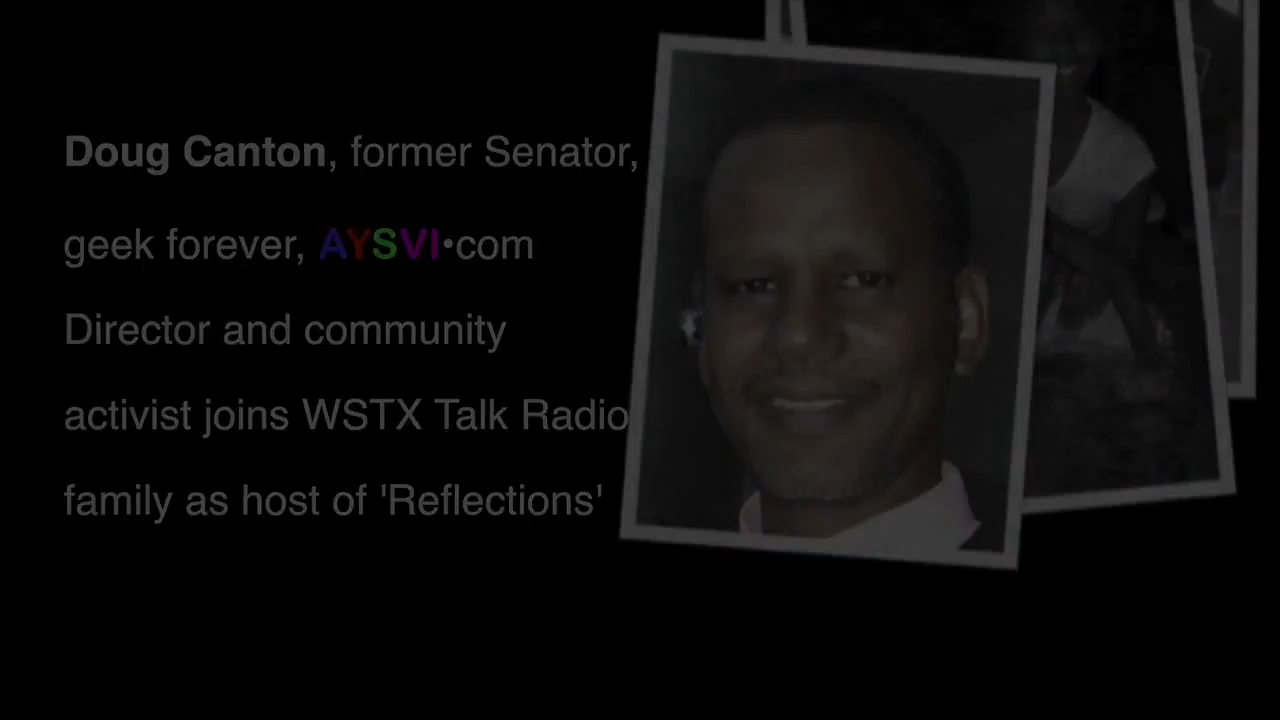 Doug Canton, former Senator,
geek forever, AYSVI•com
Director and community
activist joins WSTX Talk Radio
family as host of 'Reflections'